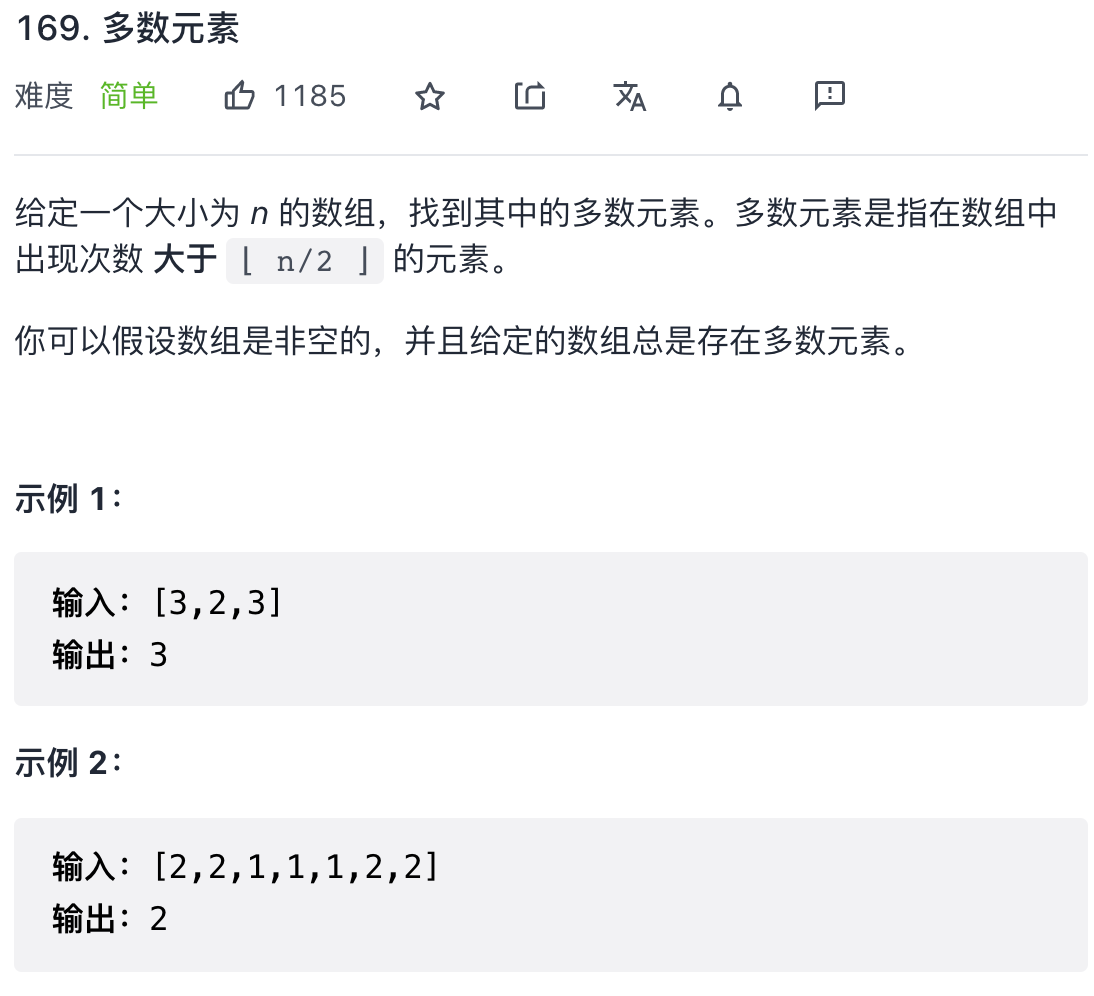 169. 多数元素
难度 简单 1185
给定一个大小为 n 的数组，找到其中的多数元素。多数元素是指在数组中
出现次数 大于 ⌊ n/2 ⌋ 的元素。
你可以假设数组是非空的，并且给定的数组总是存在多数元素。
示例 1：
输入：[3,2,3]
输出：3
示例 2：
输入：[2,2,1,1,1,2,2]
输出：2